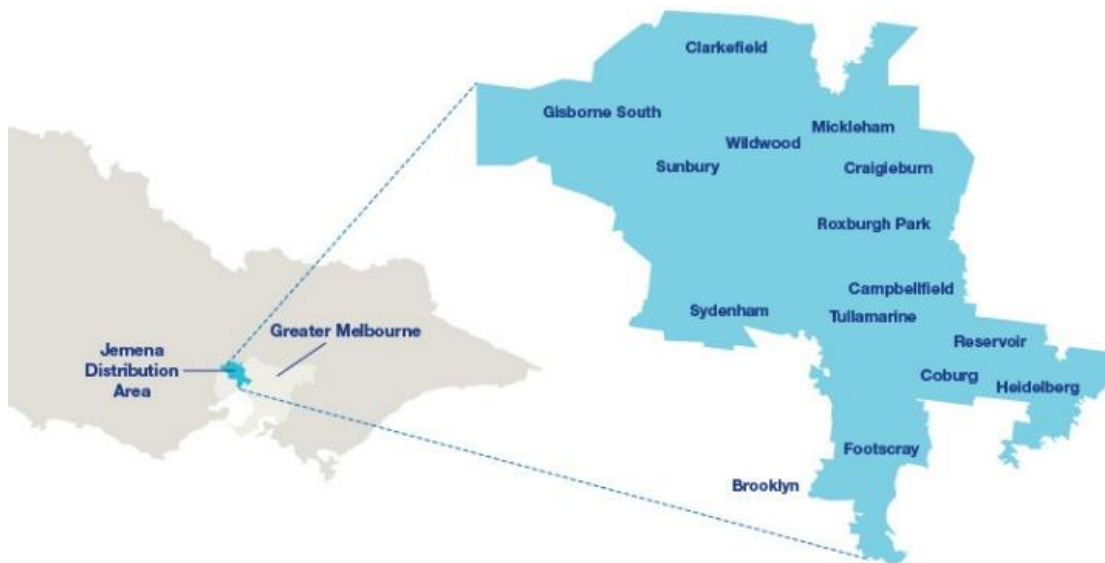 Clarkefield
Gisborne South
Mickleham
Wildwood
Sunbury
Craigieburn
Roxburgh Park
Campbellfield
Sydenham
Tullamarine
Greater Melbourne
Reservoir
Jemena
Distribution
Area
Coburg
Heidelberg
Footscray
Brooklyn